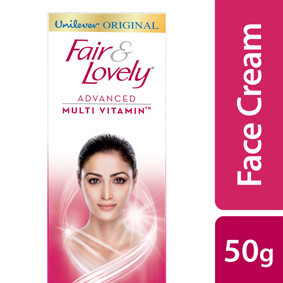 Unilever ORIGINAL
Fair &
Lovely®
ADVANCED
MULTI VITAMIN™
Face Cream
50g